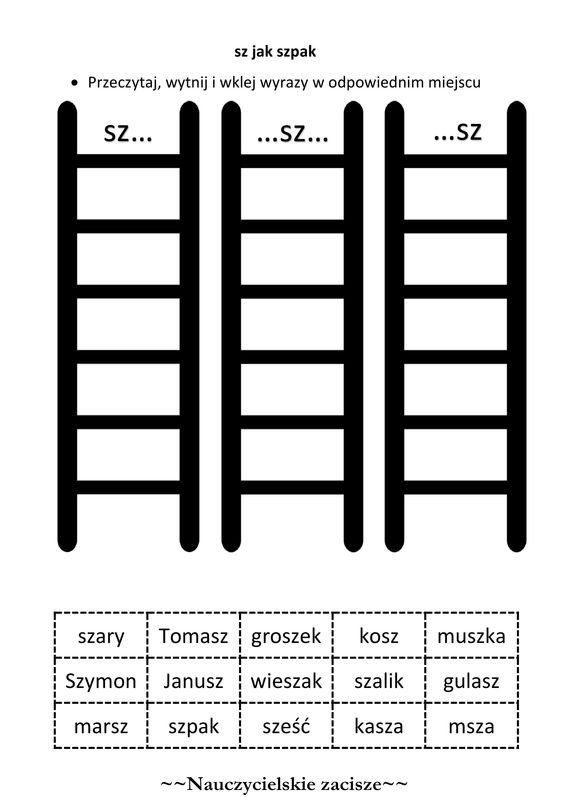 sz jak szpak
• Przeczytaj, wytnij i wklej wyrazy w odpowiednim miejscu
sz... ...sz... ...sz
szary Tomasz groszek kosz muszka
Szymon Janusz wieszak szalik gulasz
marsz szpak sześć kasza msza
~~Nauczycielskie zacisze~~